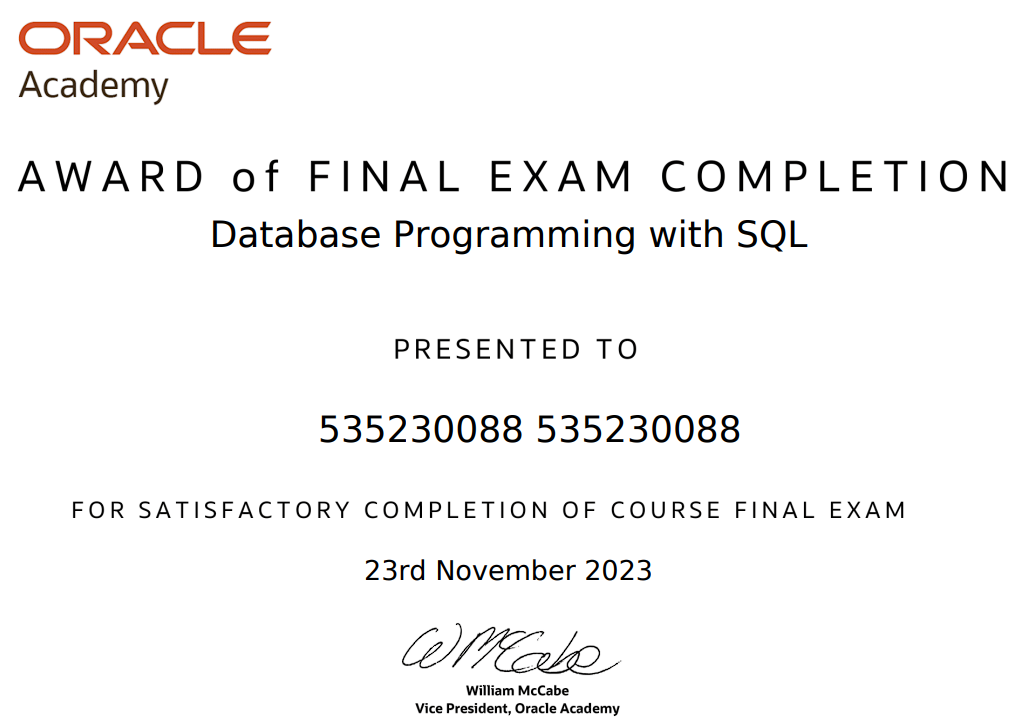 ORACLE
Academy
AWARD of FINAL EXAM COMPLETION
Database Programming with SQL
PRESENTED TO
535230088 535230088
FOR SATISFACTORY COMPLETION OF COURSE FINAL EXAM
23rd November 2023
W McCabe
William McCabe
Vice President, Oracle Academy